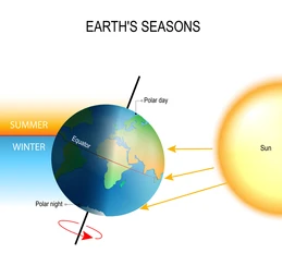 EARTH'S SEASONS
Polar day
SUMMER
Equator
WINTER
Sun
Polar night